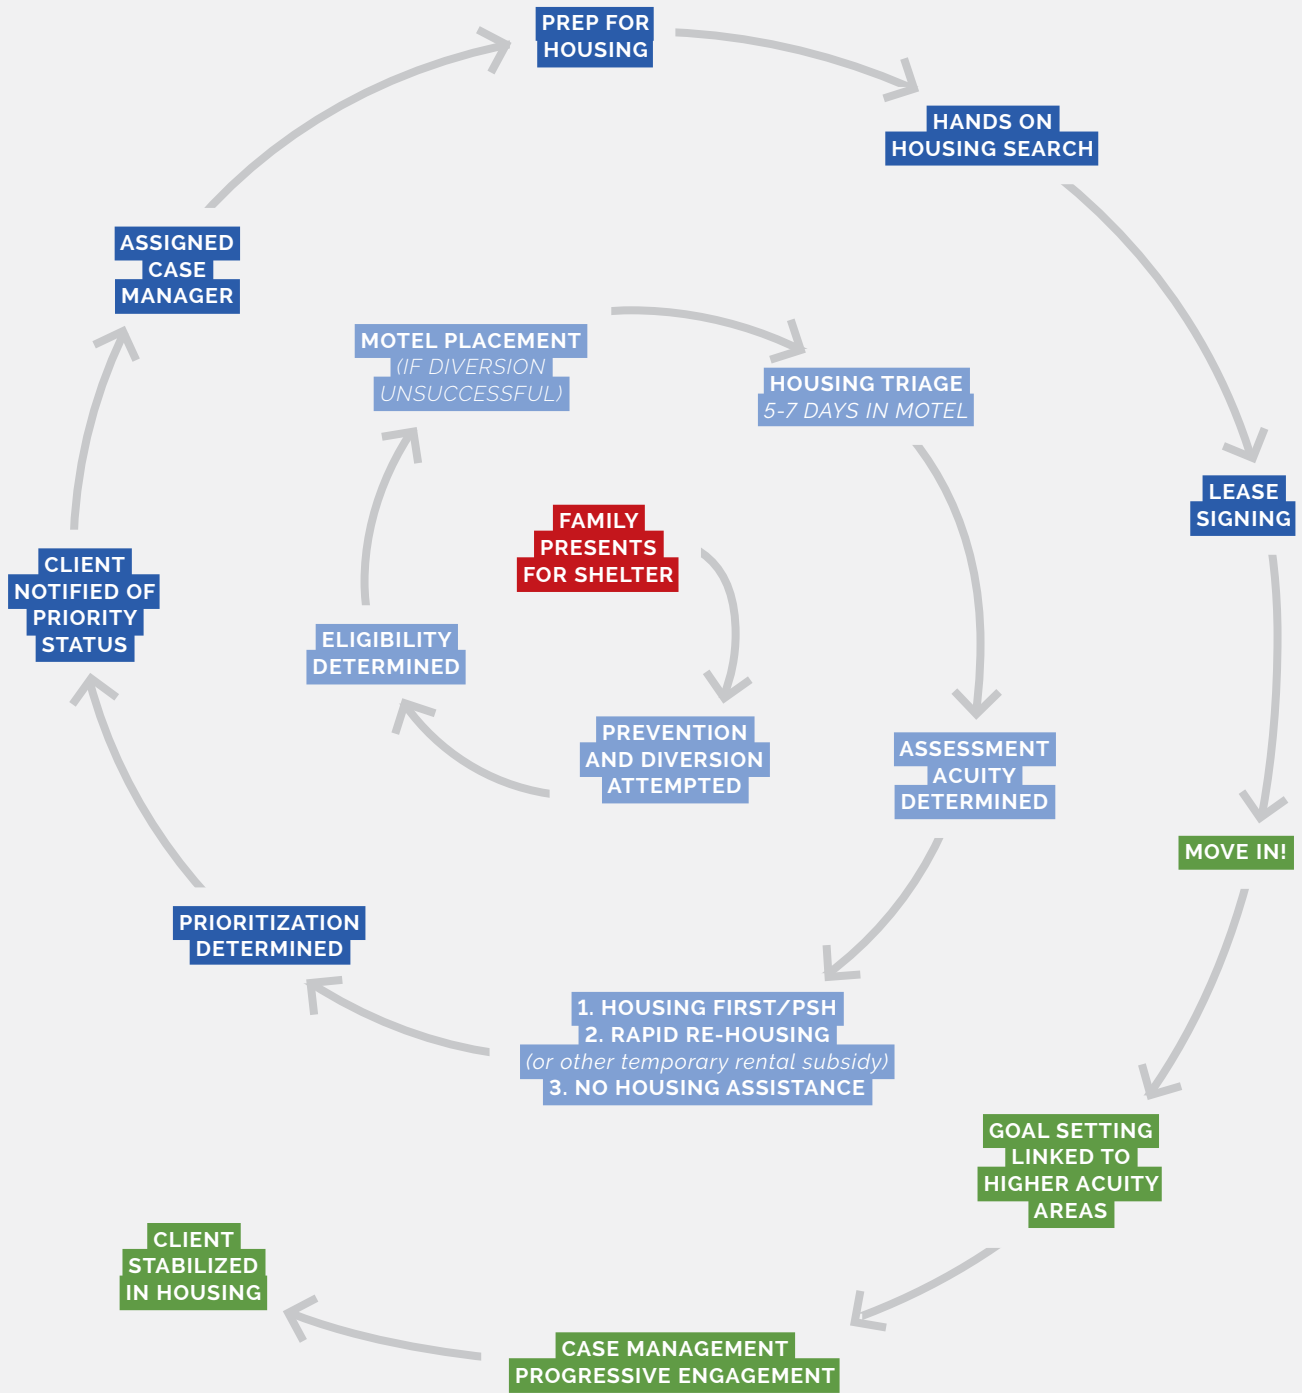 FAMILY
PRESENTS
FOR SHELTER
PREVENTION
AND DIVERSION
ATTEMPTED
ELIGIBILITY
DETERMINED
MOTEL PLACEMENT
(IF DIVERSION
UNSUCCESSFUL)
HOUSING TRIAGE
5-7 DAYS IN MOTEL
ASSESSMENT
ACUITY
DETERMINED
1. HOUSING FIRST/PSH
2. RAPID RE-HOUSING
(or other temporary rental subsidy)
3. NO HOUSING ASSISTANCE
PRIORITIZATION
DETERMINED
CLIENT
NOTIFIED OF
PRIORITY
STATUS
ASSIGNED
CASE
MANAGER
PREP FOR
HOUSING
HANDS ON
HOUSING SEARCH
LEASE
SIGNING
MOVE IN!
GOAL SETTING
LINKED TO
HIGHER ACUITY
AREAS
CASE MANAGEMENT
PROGRESSIVE ENGAGEMENT
CLIENT
STABILIZED
IN HOUSING